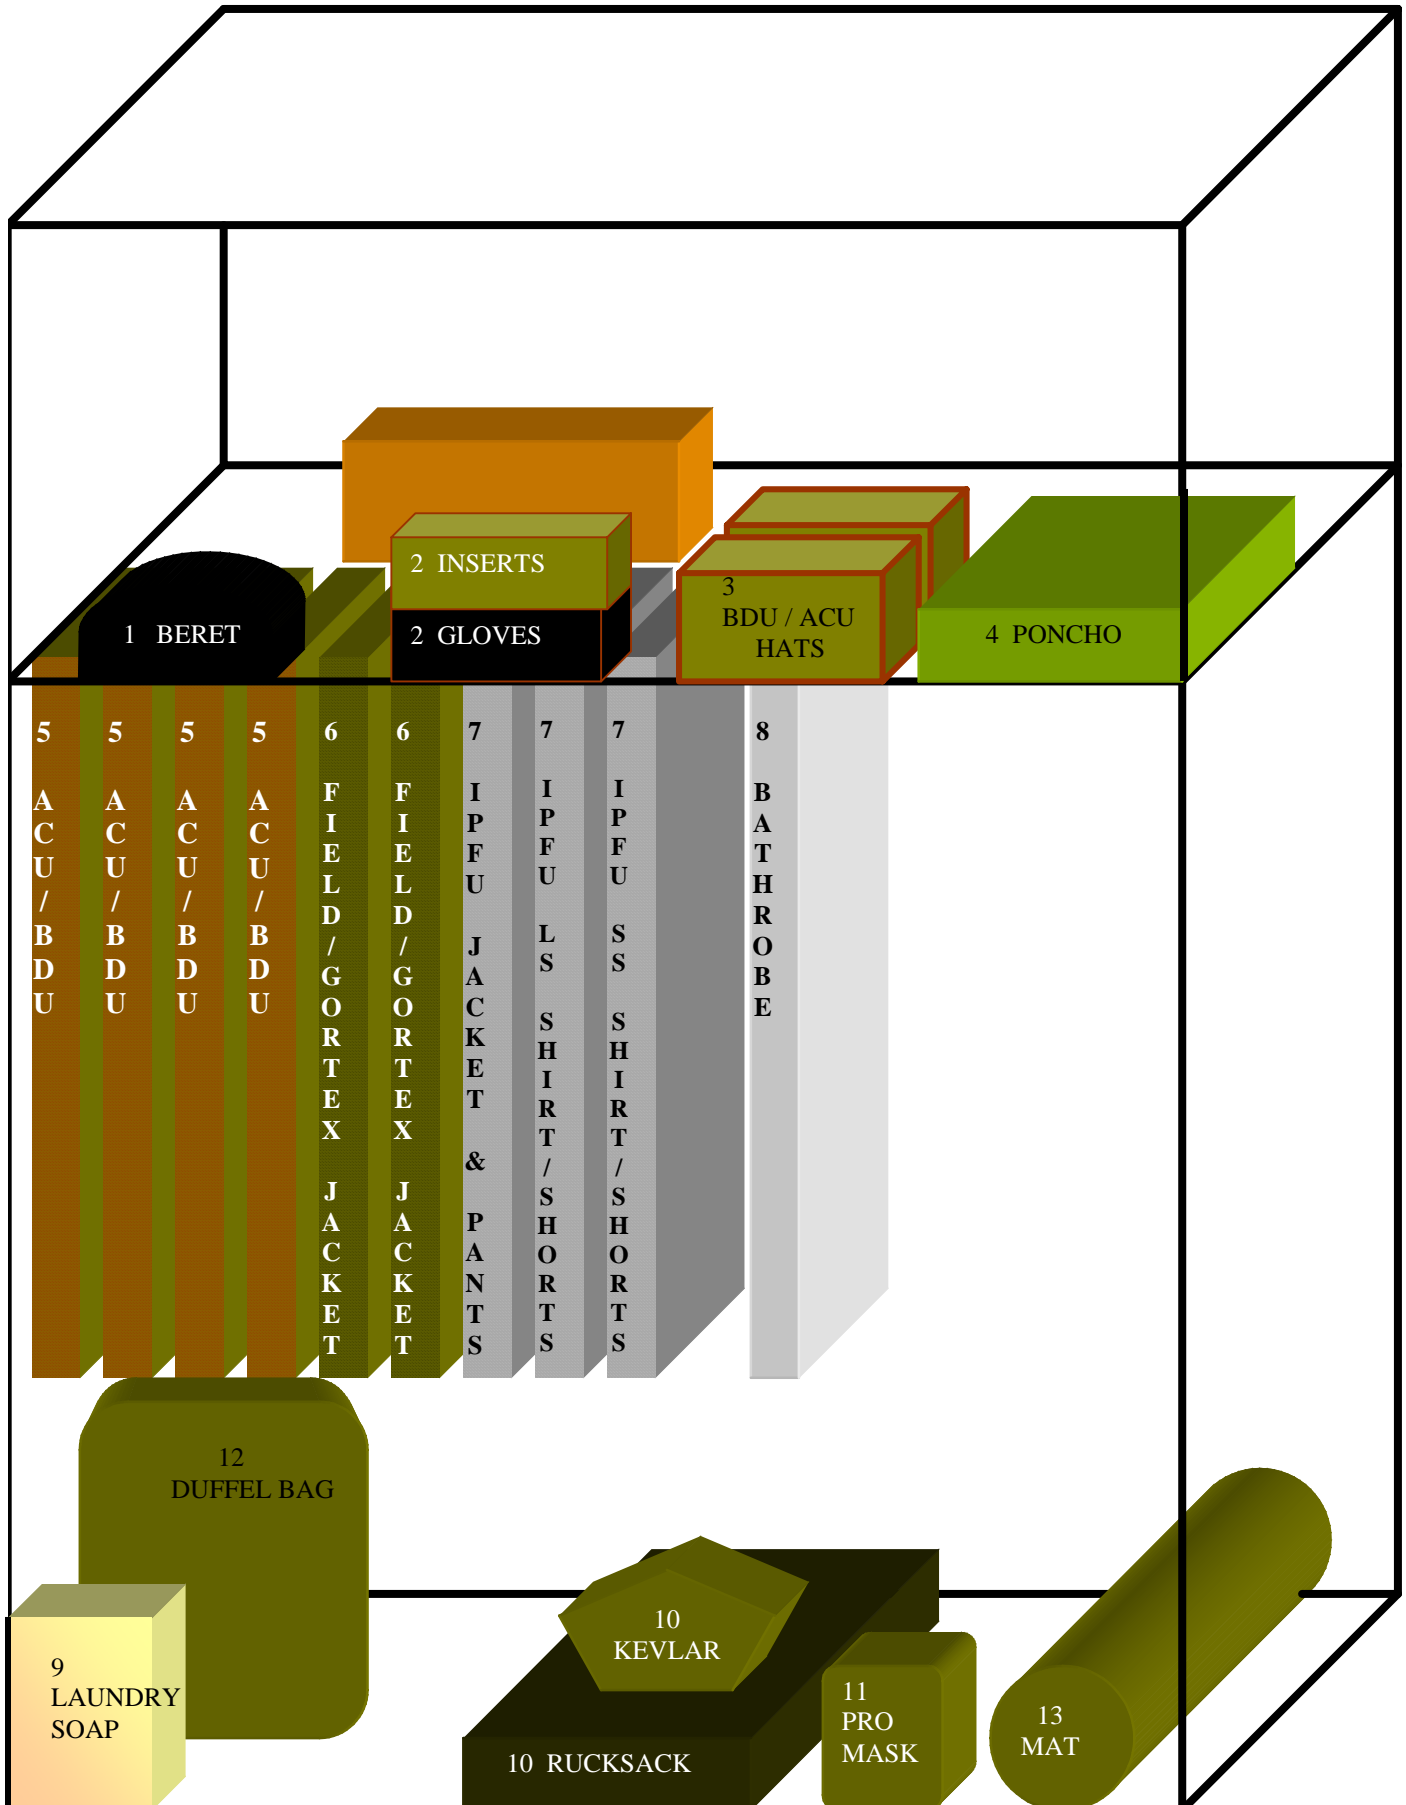 2 INSERTS
1 BERET
2 GLOVES
3
BDU / ACU
HATS
4 PONCHO
5 ACU/BDU
5 ACU/BDU
5 ACU/BDU
5 ACU/BDU
6 FIELD/GORTEX JACKET
6 FIELD/GORTEX JACKET
7 IPFU JACKET & PANTS
7 IPFU LS SHIRT/SHORTS
7 IPFU SS SHIRT/SHORTS
8 BATHROBE
12
DUFFEL BAG
9
LAUNDRY
SOAP
10
KEVLAR
10 RUCKSACK
11
PRO
MASK
13
MAT